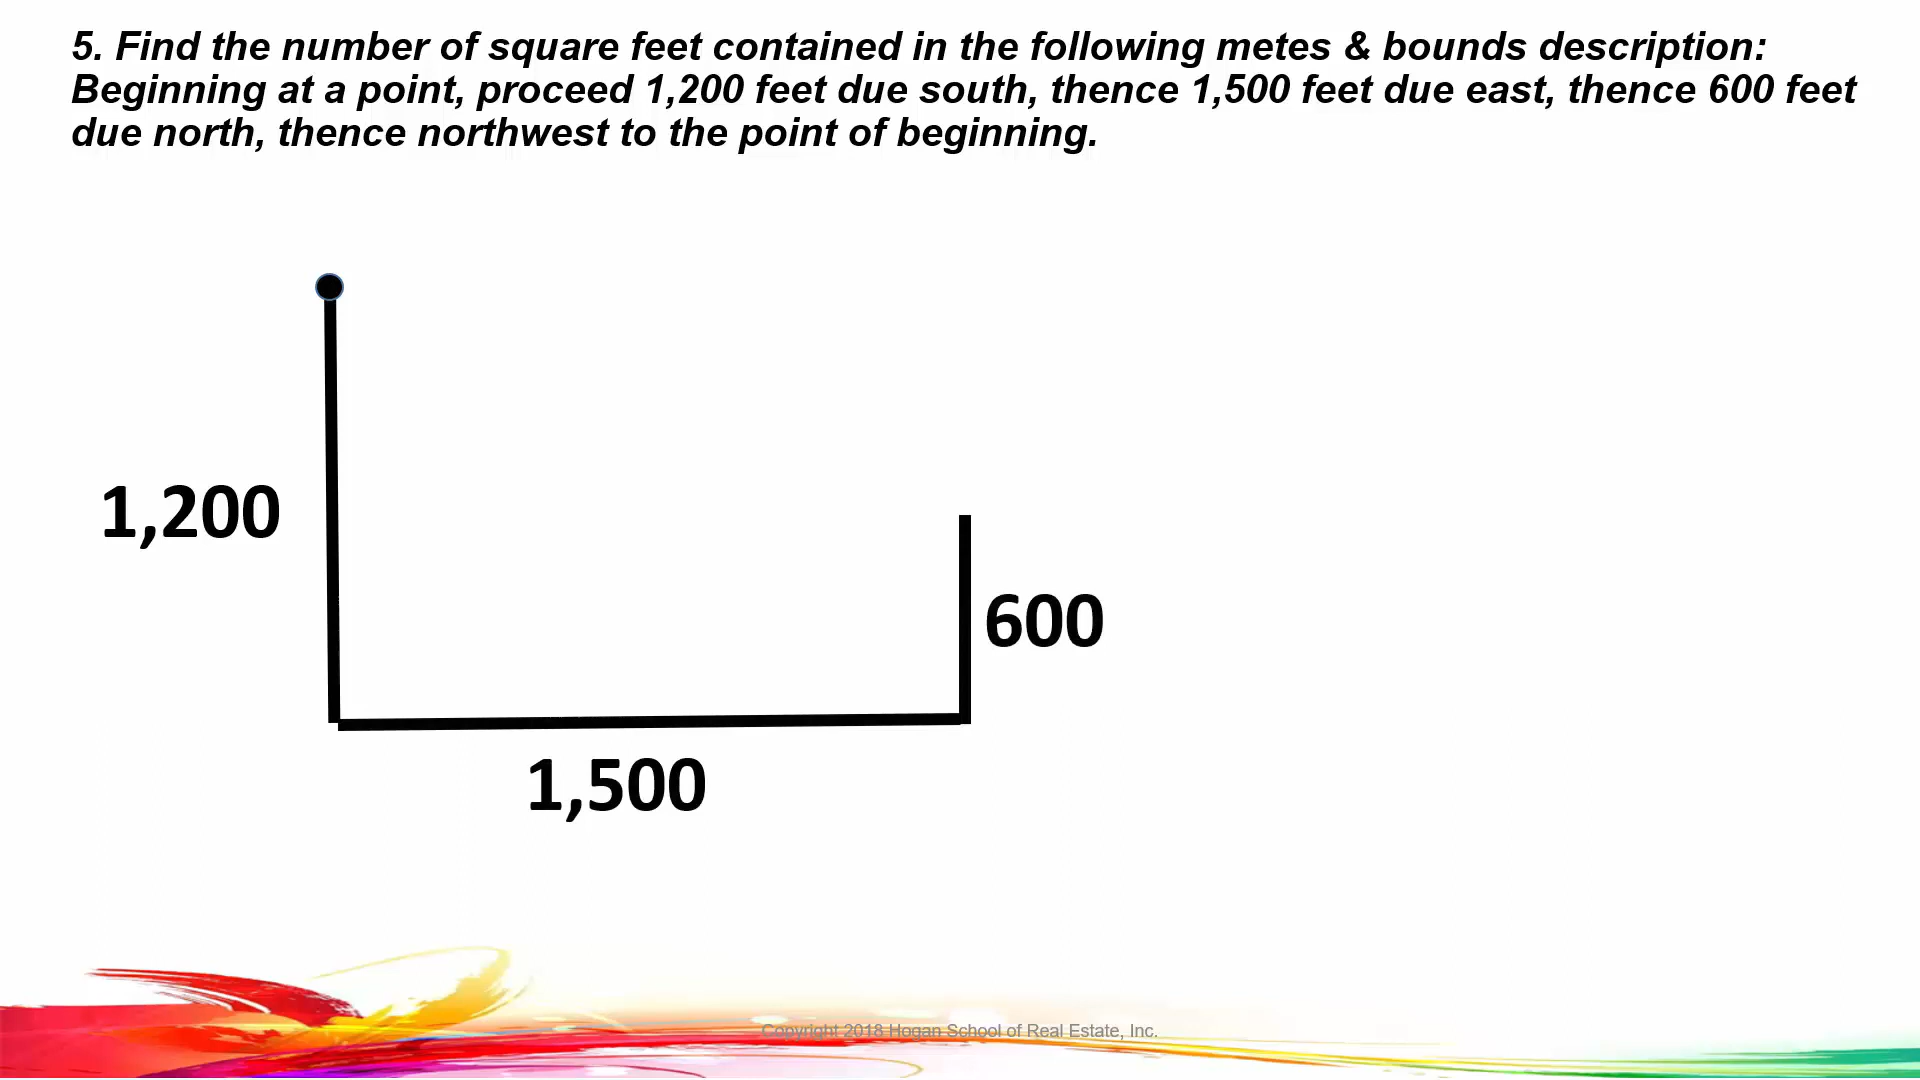 5. Find the number of square feet contained in the following metes & bounds description:
Beginning at a point, proceed 1,200 feet due south, thence 1,500 feet due east, thence 600 feet
due north, thence northwest to the point of beginning.
1,200
600
1,500
Copyright 2018 Hogan School of Real Estate, Inc.